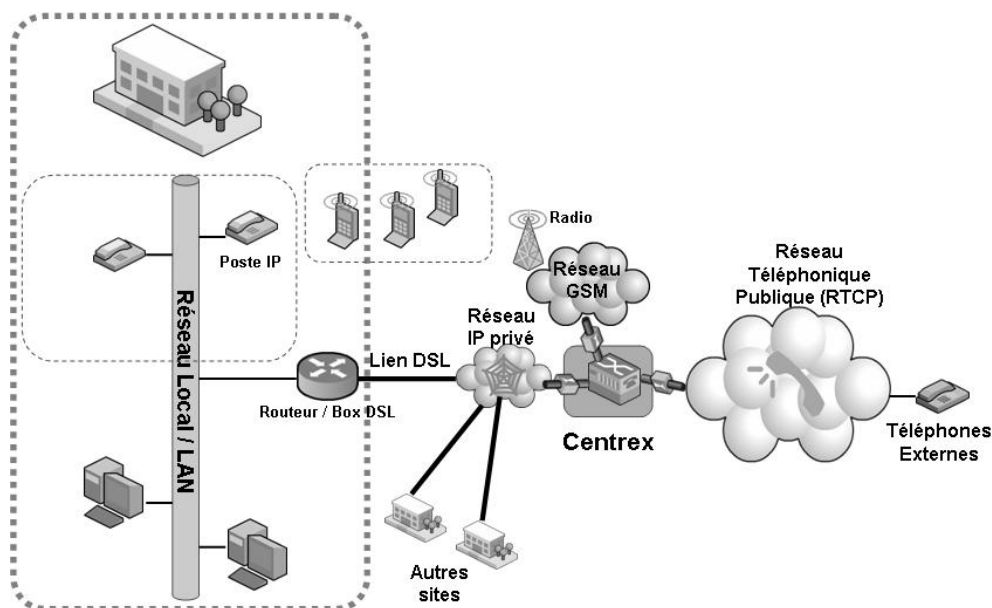 Poste IP
Réseau Local / LAN
Radio
Réseau
GSM
Réseau
IP privé
Réseau
Téléphonique
Publique (RTCP)
Lien DSL
Routeur / Box DSL
Centrex
Téléphones
Externes
Autres
sites